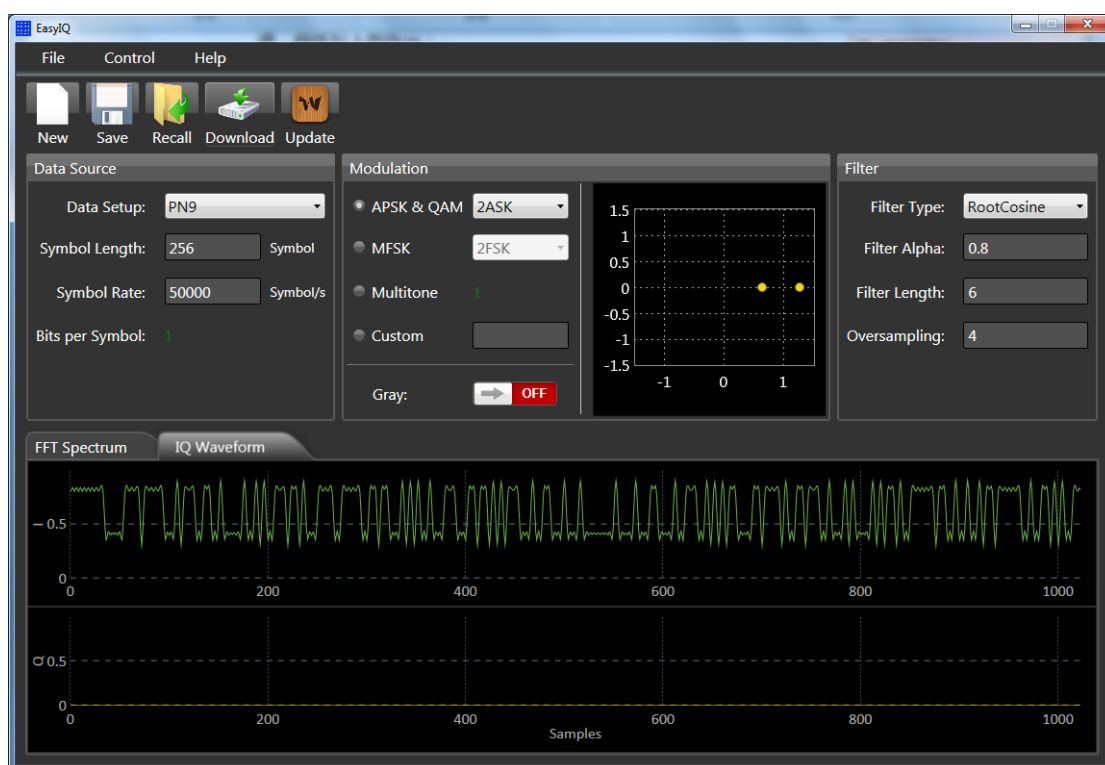 EasyIQ
File Control Help
New Save Recall Download Update
Data Source
Data Setup: PN9
Symbol Length: 256 Symbol
Symbol Rate: 50000 Symbol/s
Bits per Symbol: 1
Modulation
APSK & QAM 2ASK
MFSK 2FSK
Multitone 1
Custom
Gray: OFF
1.5
1
0.5
0
-0.5
-1
-1.5
-1 0 1
Filter
Filter Type: RootCosine
Filter Alpha: 0.8
Filter Length: 6
Oversampling: 4
FFT Spectrum IQ Waveform
I 0.5
0
0 200 400 600 800 1000
Q 0.5
0
0 200 400 600 800 1000
Samples